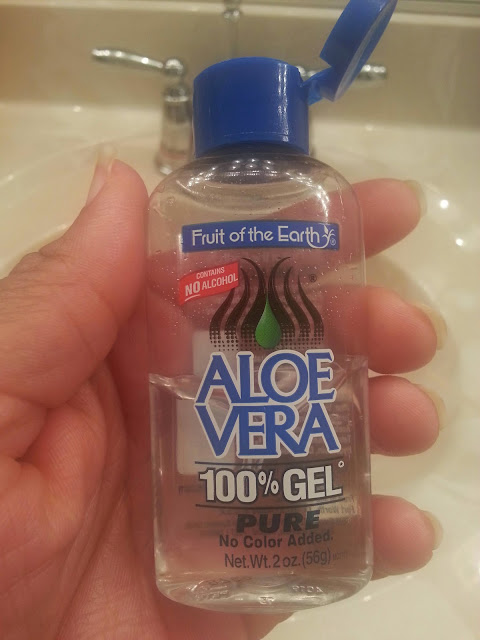 Fruit of the Earth®
CONTAINS
NO ALCOHOL
®
ALOE
VERA
100% GEL°
PURE
No Color Added.
Net.Wt. 2 oz. (56g)